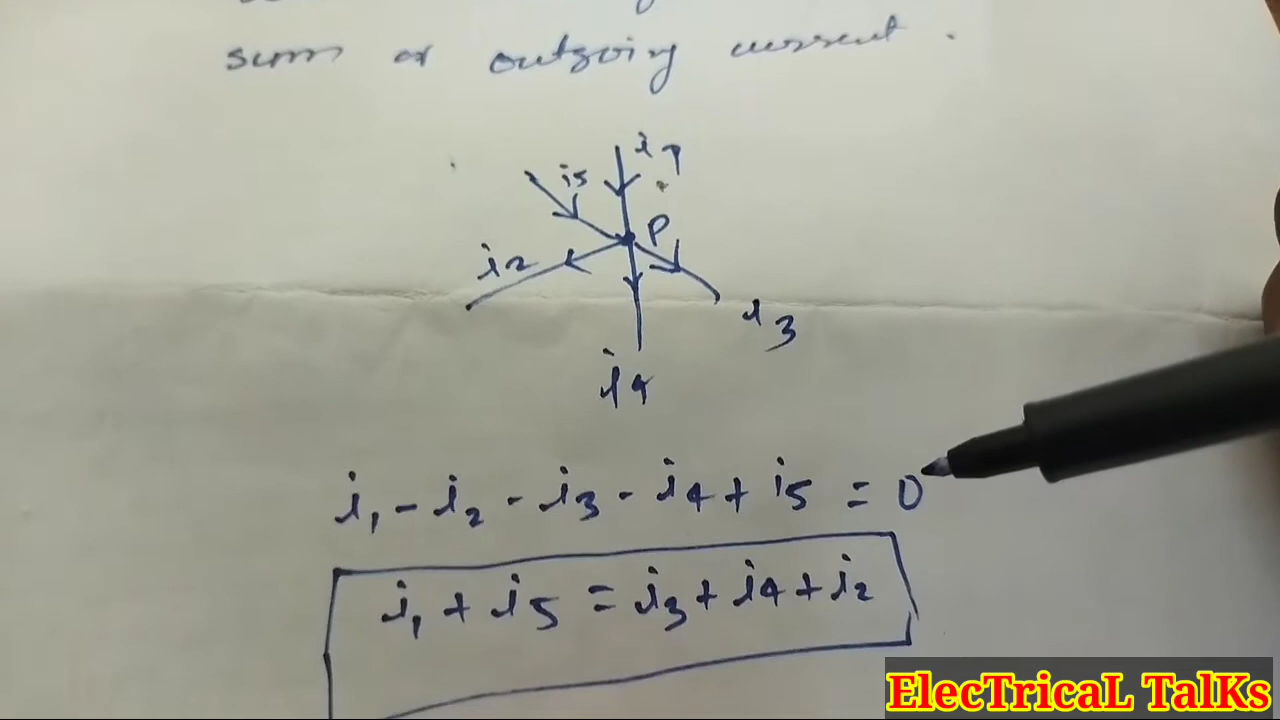 sum of outgoing current .
i1
i5
P
i2
i3
i4
i₁ - i₂ - i₃ - i₄ + i₅ = 0
i₁ + i₅ = i₃ + i₄ + i₂
ElecTricaL TalKs